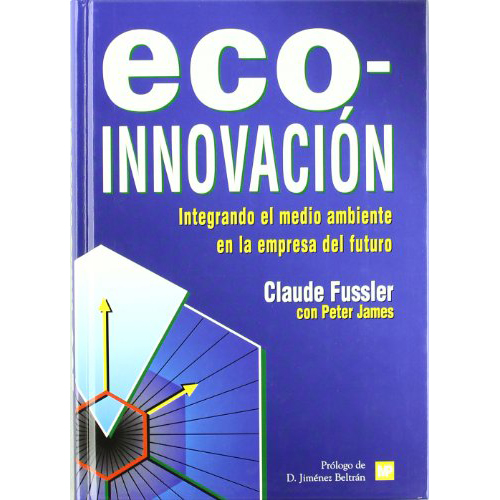 eco-
INNOVACIÓN
Integrando el medio ambiente
en la empresa del futuro
Claude Fussler
con Peter James
Prólogo de
D. Jiménez Beltrán
MP